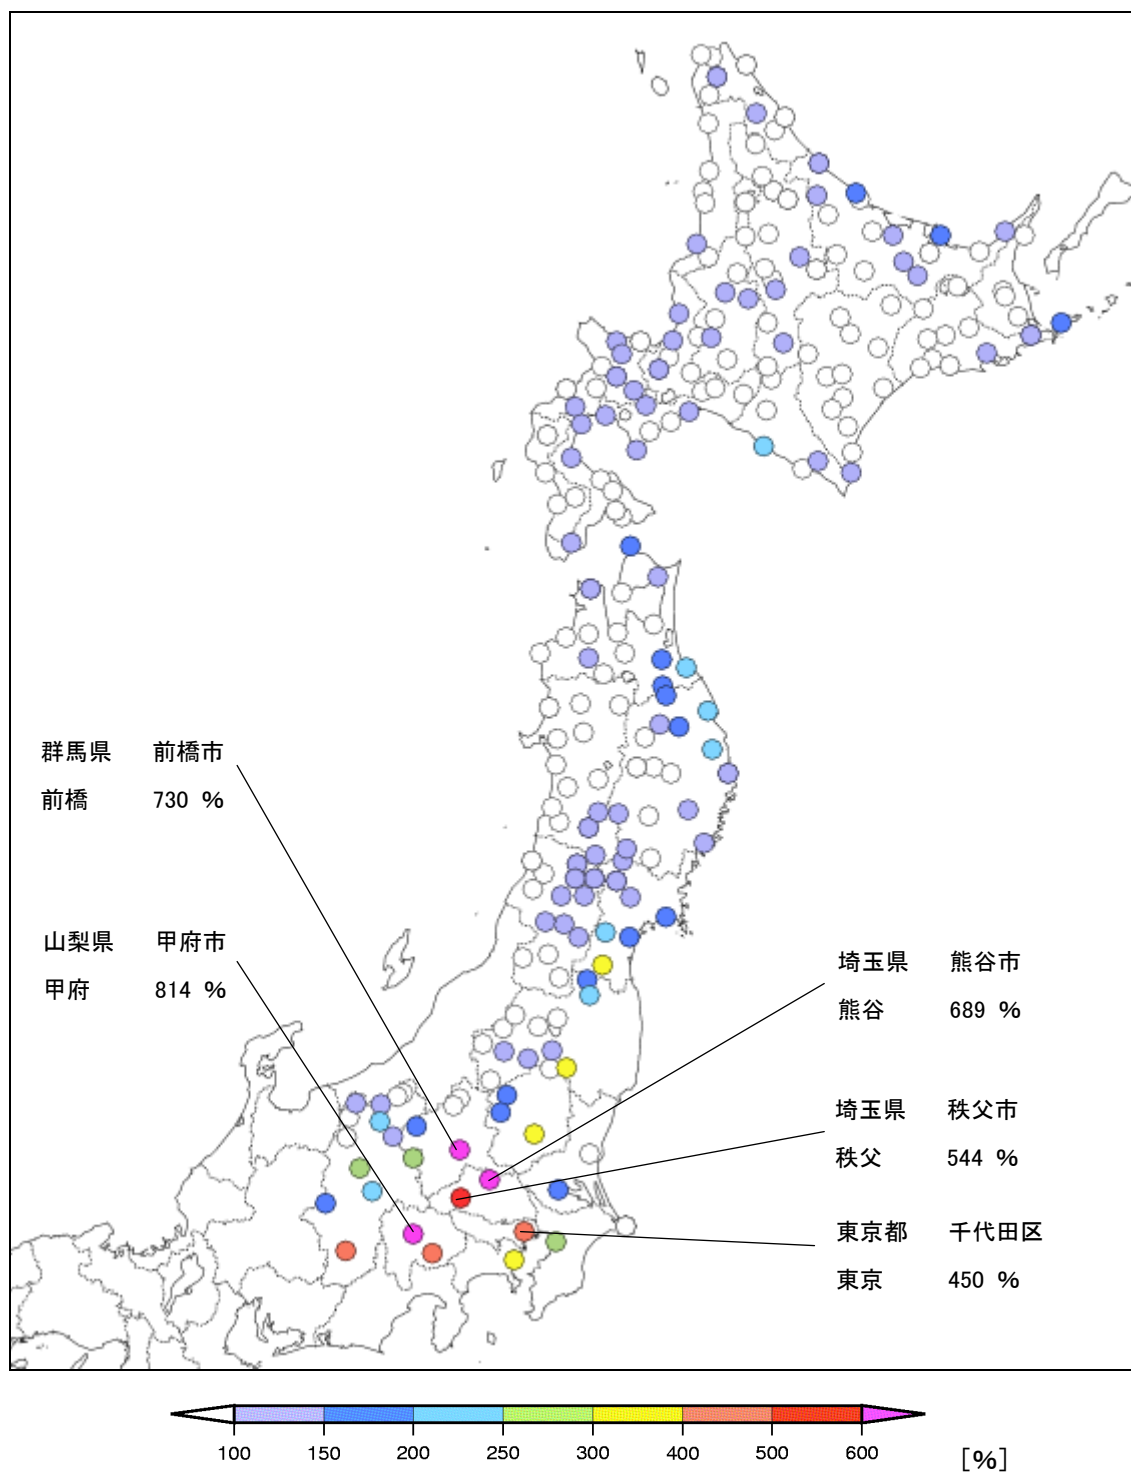 群馬県 前橋市
前橋 730 %
山梨県 甲府市
甲府 814 %
埼玉県 熊谷市
熊谷 689 %
埼玉県 秩父市
秩父 544 %
東京都 千代田区
東京 450 %
100 150 200 250 300 400 500 600 [%]